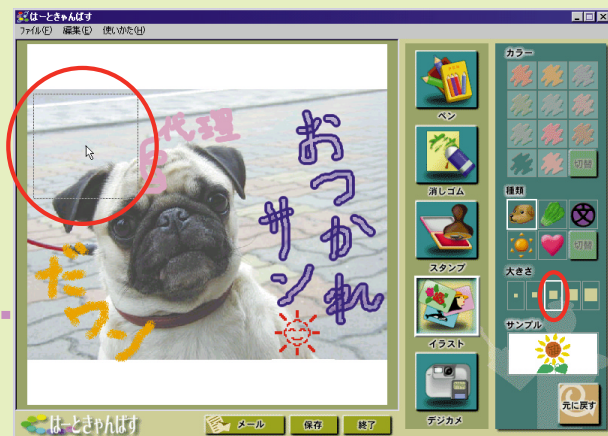 はーときゃんばす
ファイル(F) 編集(E) 使いかた(H)
代理
おつかれ
サン
だワン
ペン
消しゴム
スタンプ
イラスト
デジカメ
カラー
切替
種類
切替
大きさ
サンプル
元に戻す
はーときゃんばす
メール
保存
終了